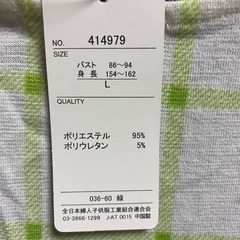 NO. 414979
SIZE
バスト 86～94
身長 154～162
L
QUALITY
ポリエステル 95%
ポリウレタン 5%
036-60 緑
全日本婦人子供服工業組合連合会
03-3866-1299 J-AT 0015 中国製